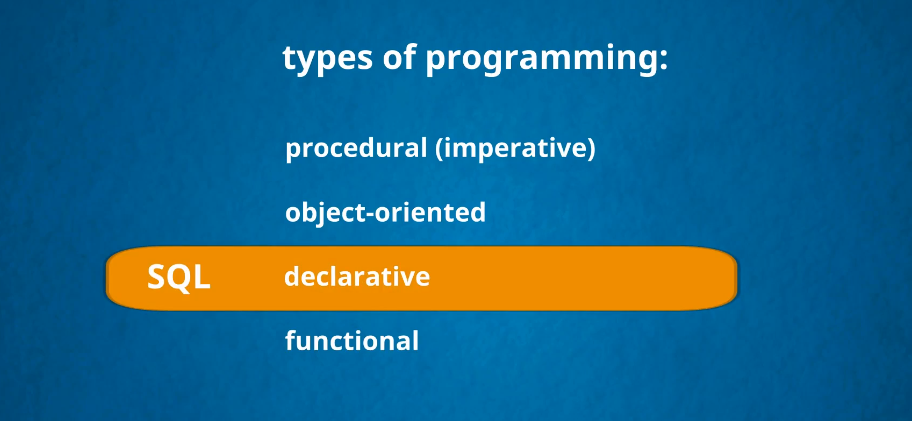 types of programming:
procedural (imperative)
object-oriented
SQL declarative
functional